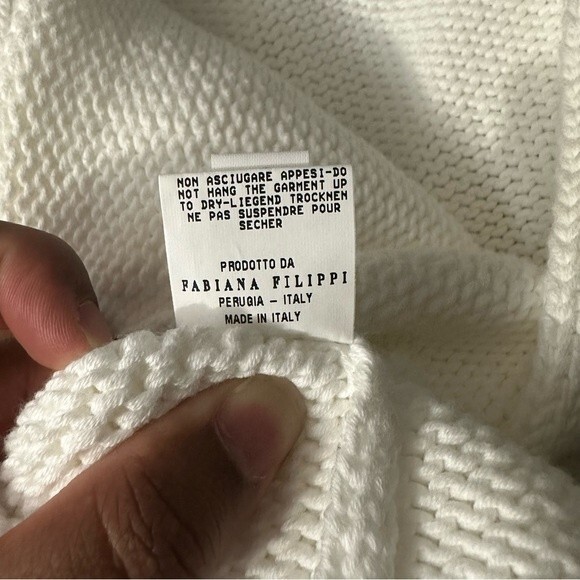 NON ASCIUGARE APPESI-DO
NOT HANG THE GARMENT UP
TO DRY-LIEGEND TROCKNEN
NE PAS SUSPENDRE POUR
SECHER
PRODOTTO DA
FABIANA FILIPPI
PERUGIA – ITALY
MADE IN ITALY